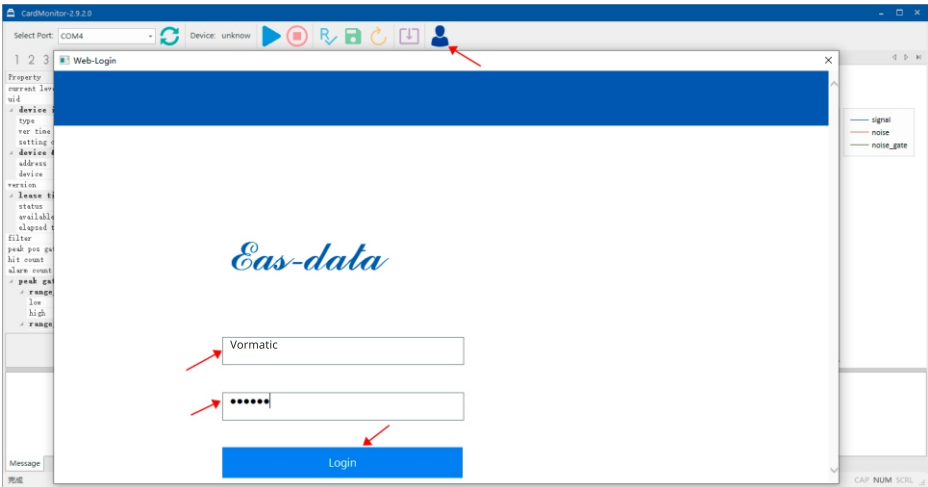 CardMonitor-2.9.2.0
Select Port: COM4 Device: unknow
1 2 3
Web-Login
Property
current leve
uid
device i
type
ver time
setting
device
address
device
version
lease ti
status
available
elapsed t
filter
peak pos gat
hit count
alarm count
peak gat
range
low
high
range
signal
noise
noise_gate
Eas-data
Vormatic
Login
Message
完成
CAP NUM SCRL